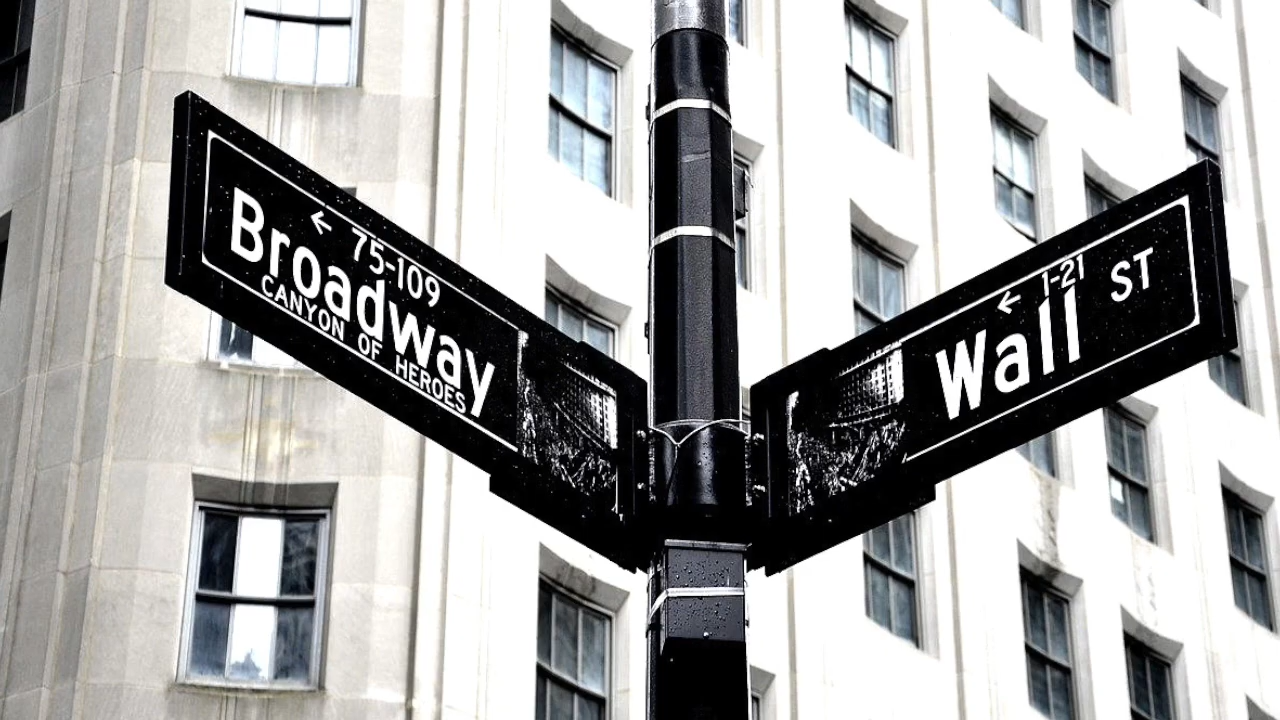 ← 75-109
Broadway
CANYON OF HEROES
← 1-21
Wall ST